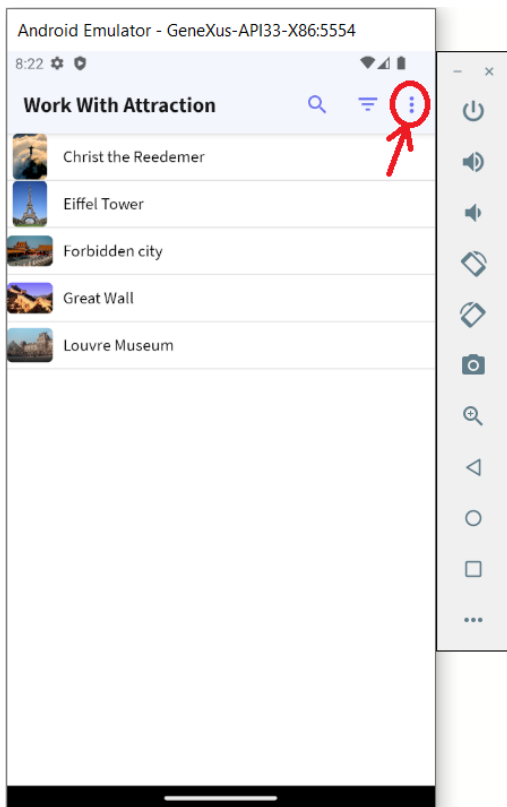 Android Emulator - GeneXus-API33-X86:5554
8:22
Work With Attraction
Christ the Reedemer
Eiffel Tower
Forbidden city
Great Wall
Louvre Museum